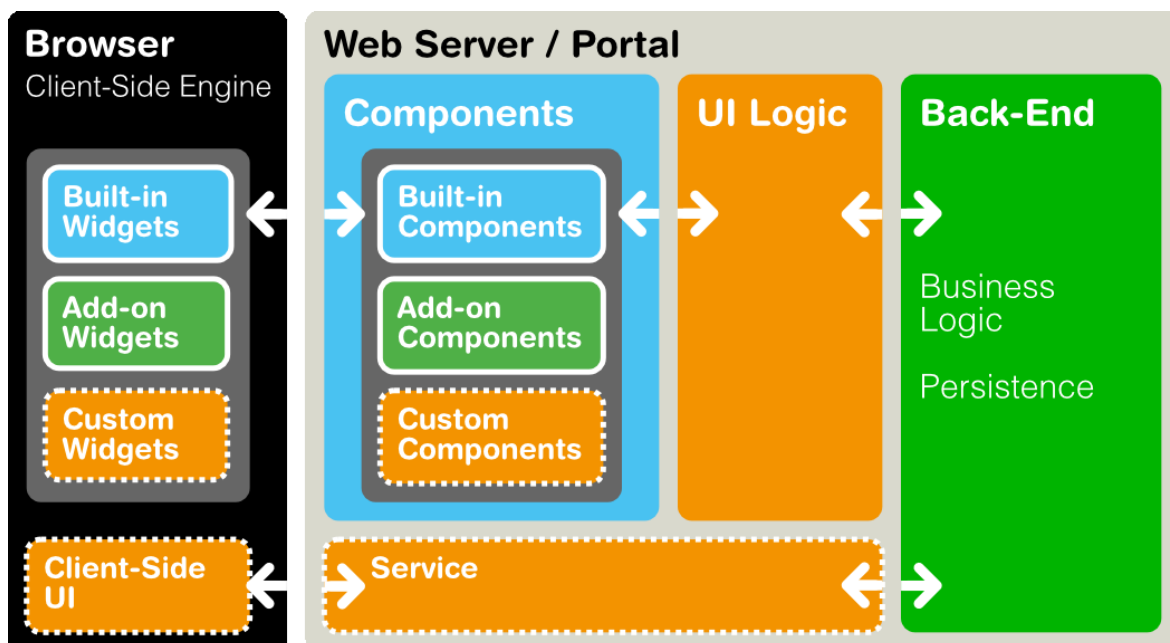 Browser
Client-Side Engine
Built-in
Widgets
Add-on
Widgets
Custom
Widgets
Client-Side
UI
Web Server / Portal
Components
Built-in
Components
Add-on
Components
Custom
Components
UI Logic
Service
Back-End
Business
Logic
Persistence